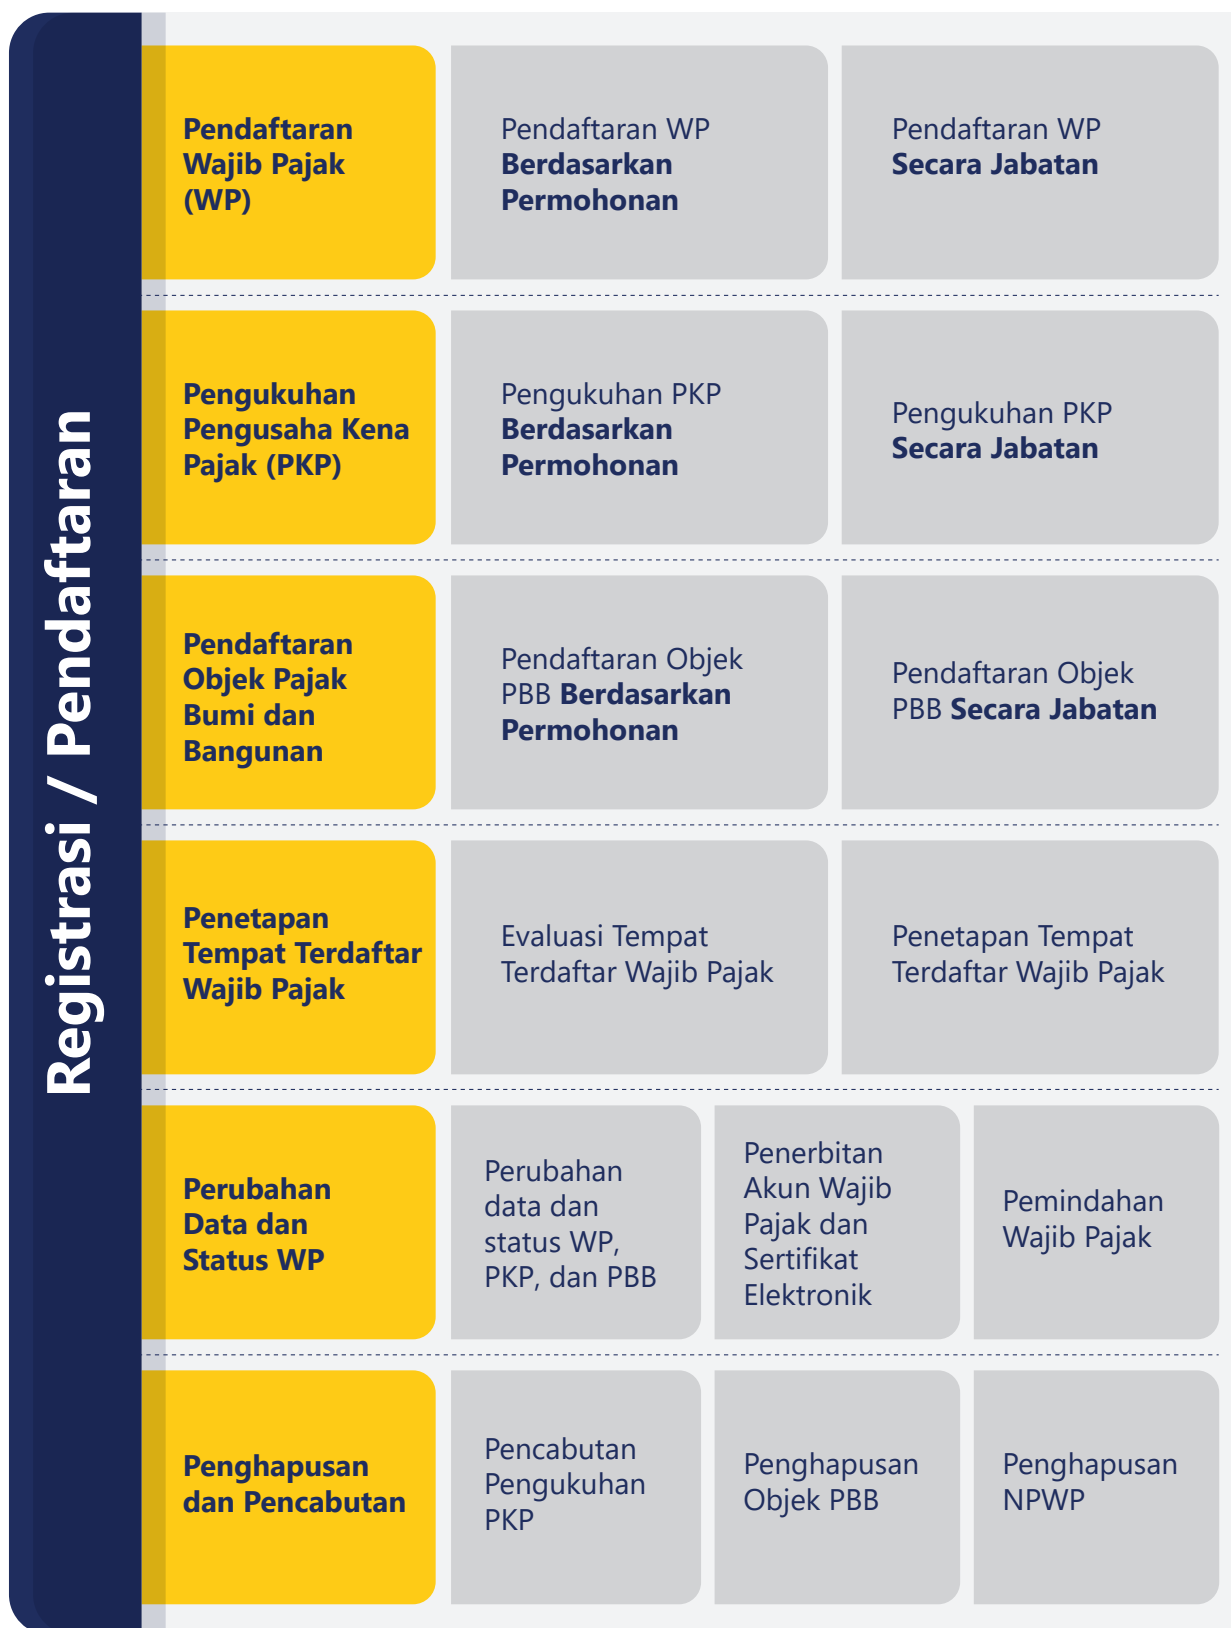 Registrasi / Pendaftaran
Pendaftaran
Wajib Pajak
(WP)
Pendaftaran WP
Berdasarkan
Permohonan
Pendaftaran WP
Secara Jabatan
Pengukuhan
Pengusaha Kena
Pajak (PKP)
Pengukuhan PKP
Berdasarkan
Permohonan
Pengukuhan PKP
Secara Jabatan
Pendaftaran
Objek Pajak
Bumi dan
Bangunan
Pendaftaran Objek
PBB Berdasarkan
Permohonan
Pendaftaran Objek
PBB Secara Jabatan
Penetapan
Tempat Terdaftar
Wajib Pajak
Evaluasi Tempat
Terdaftar Wajib Pajak
Penetapan Tempat
Terdaftar Wajib Pajak
Perubahan
Data dan
Status WP
Perubahan
data dan
status WP,
PKP, dan PBB
Penerbitan
Akun Wajib
Pajak dan
Sertifikat
Elektronik
Pemindahan
Wajib Pajak
Penghapusan
dan Pencabutan
Pencabutan
Pengukuhan
PKP
Penghapusan
Objek PBB
Penghapusan
NPWP